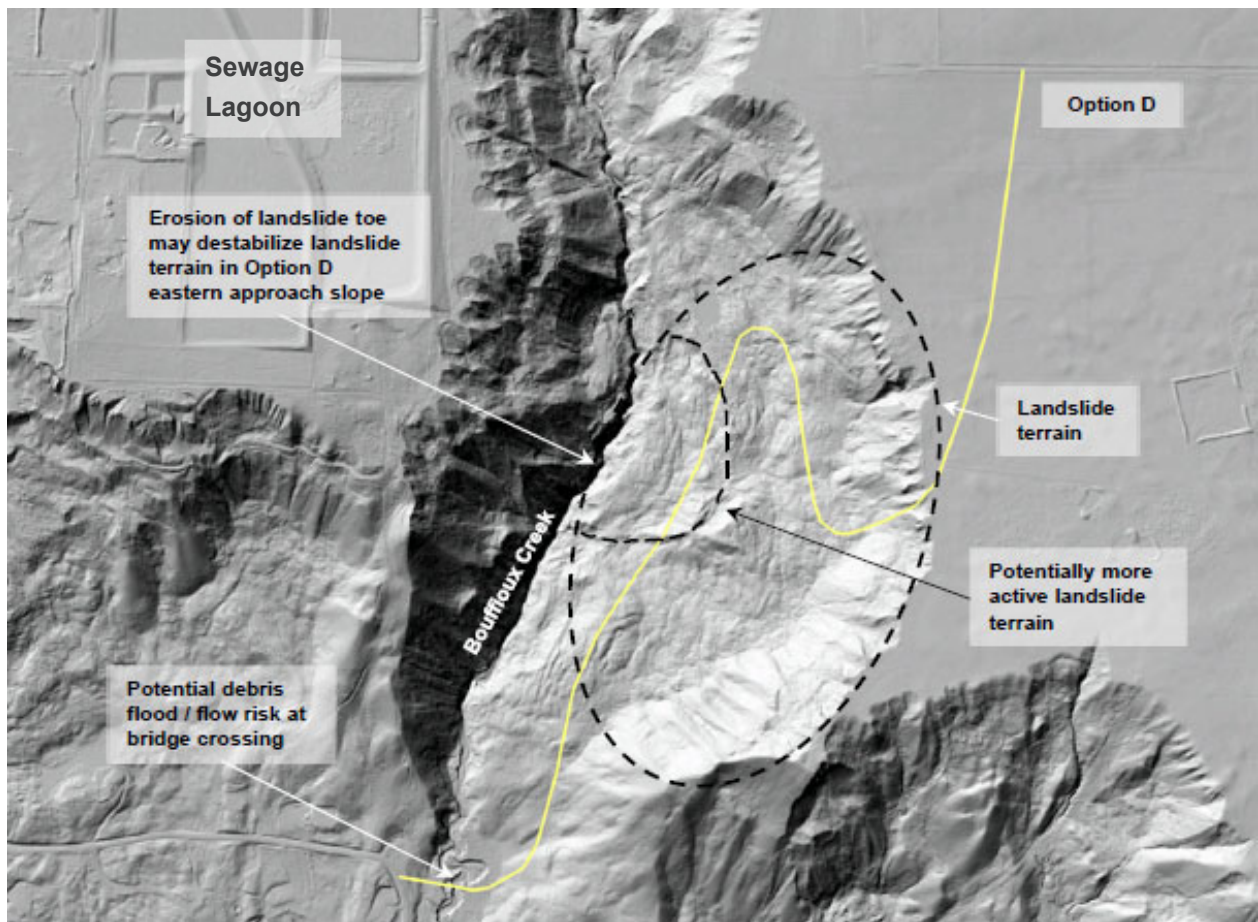 Sewage
Lagoon
Option D
Erosion of landslide toe
may destabilize landslide
terrain in Option D
eastern approach slope
Landslide
terrain
Bouffioux Creek
Potentially more
active landslide
terrain
Potential debris
flood / flow risk at
bridge crossing